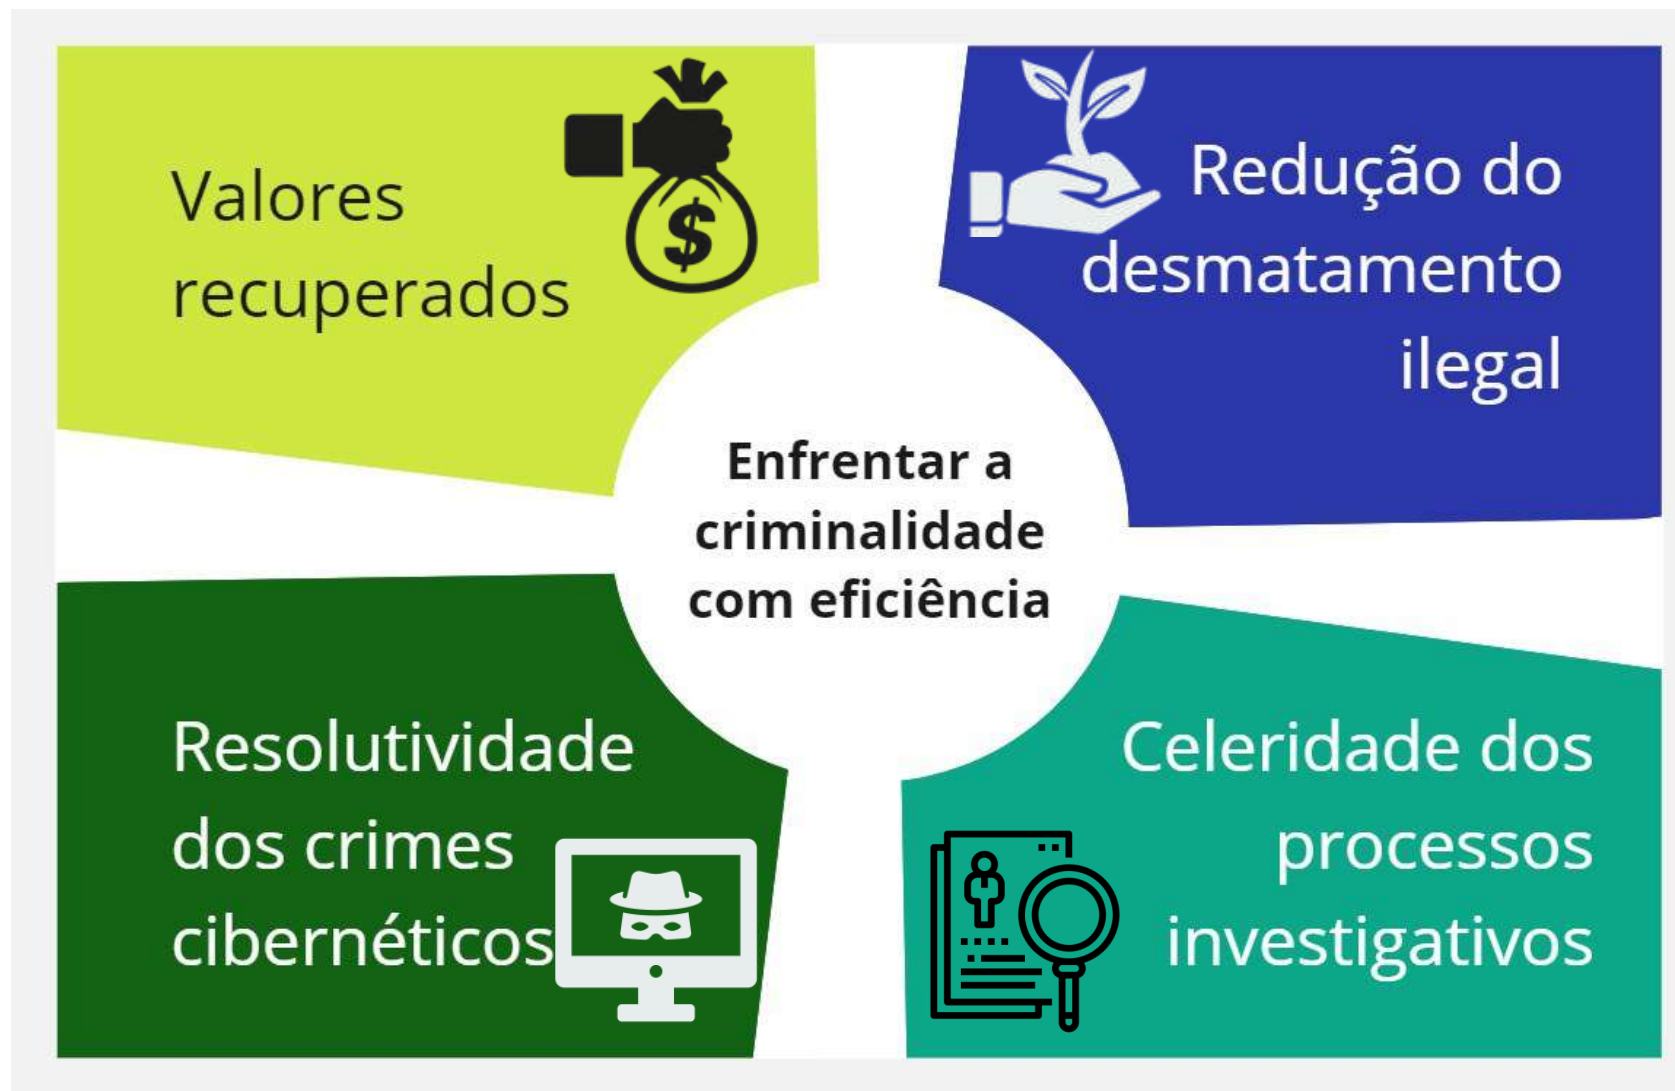 Valores
recuperados
$
Redução do
desmatamento
ilegal
Enfrentar a
criminalidade
com eficiência
Resolutividade
dos crimes
cibernéticos
Celeridade dos
processos
investigativos